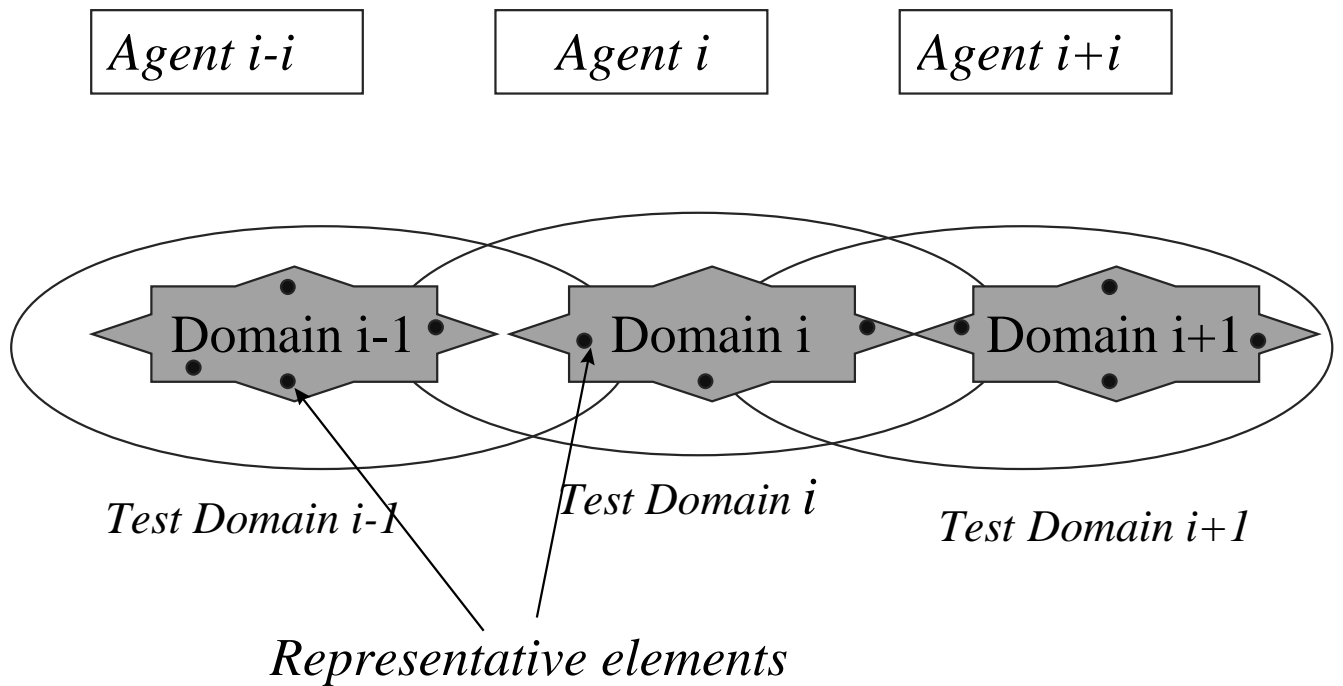 Agent i-i
Agent i
Agent i+i
Domain i-1
Domain i
Domain i+1
Test Domain i-1
Test Domain i
Test Domain i+1
Representative elements